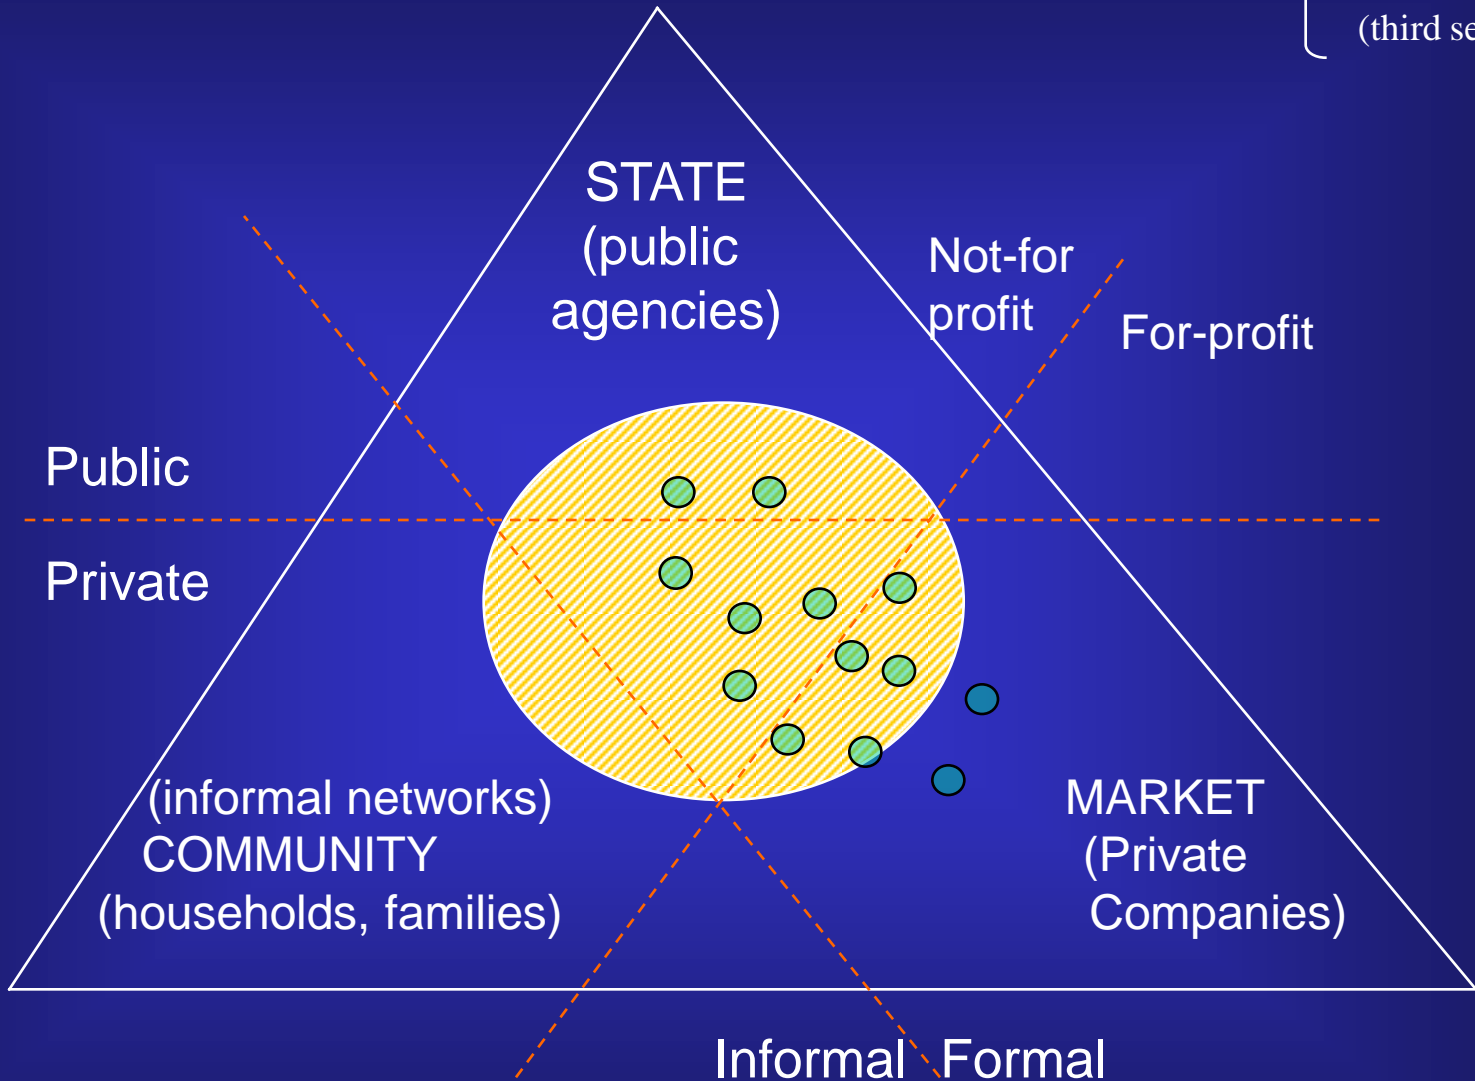 (third se
STATE
(public
agencies)
Not-for
profit
For-profit
Public
Private
(informal networks)
COMMUNITY
(households, families)
MARKET
(Private
Companies)
Informal Formal